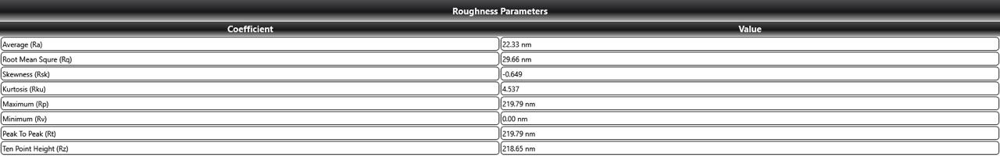 Roughness Parameters
Coefficient Value
Average (Ra) 22.33 nm
Root Mean Squre (Rq) 29.66 nm
Skewness (Rsk) -0.649
Kurtosis (Rku) 4.537
Maximum (Rp) 219.79 nm
Minimum (Rv) 0.00 nm
Peak To Peak (Rt) 219.79 nm
Ten Point Height (Rz) 218.65 nm